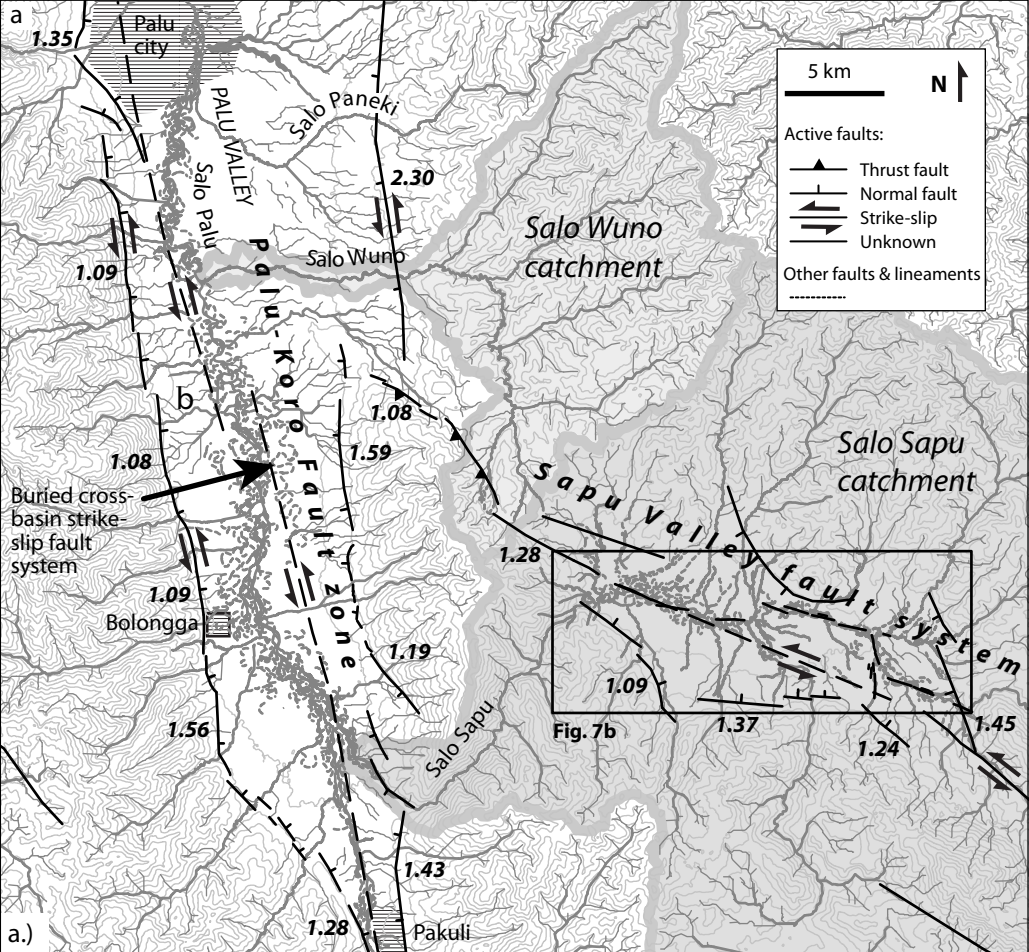 a
1.35
Palu
city
PALU VALLEY
Salo Paneki
Salo Palu
2.30
5 km
N
Active faults:
Thrust fault
Normal fault
Strike-slip
Unknown
Other faults & lineaments
Salo Wuno
catchment
Salo Wuno
1.09
Palu-Koro Fault zone
b
1.08
1.59
1.08
Salo Sapu
catchment
Buried cross-
basin strike-
slip fault
system
Sapu Valley fault system
1.28
1.09
Bolongga
1.19
1.09
1.56
Fig. 7b
1.37
1.24
1.45
Salo Sapu
1.43
1.28
Pakuli
a.)